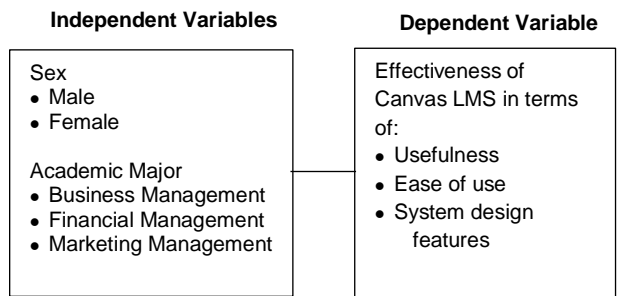 Independent Variables
Sex
• Male
• Female
Academic Major
• Business Management
• Financial Management
• Marketing Management
Dependent Variable
Effectiveness of
Canvas LMS in terms
of:
• Usefulness
• Ease of use
• System design
features